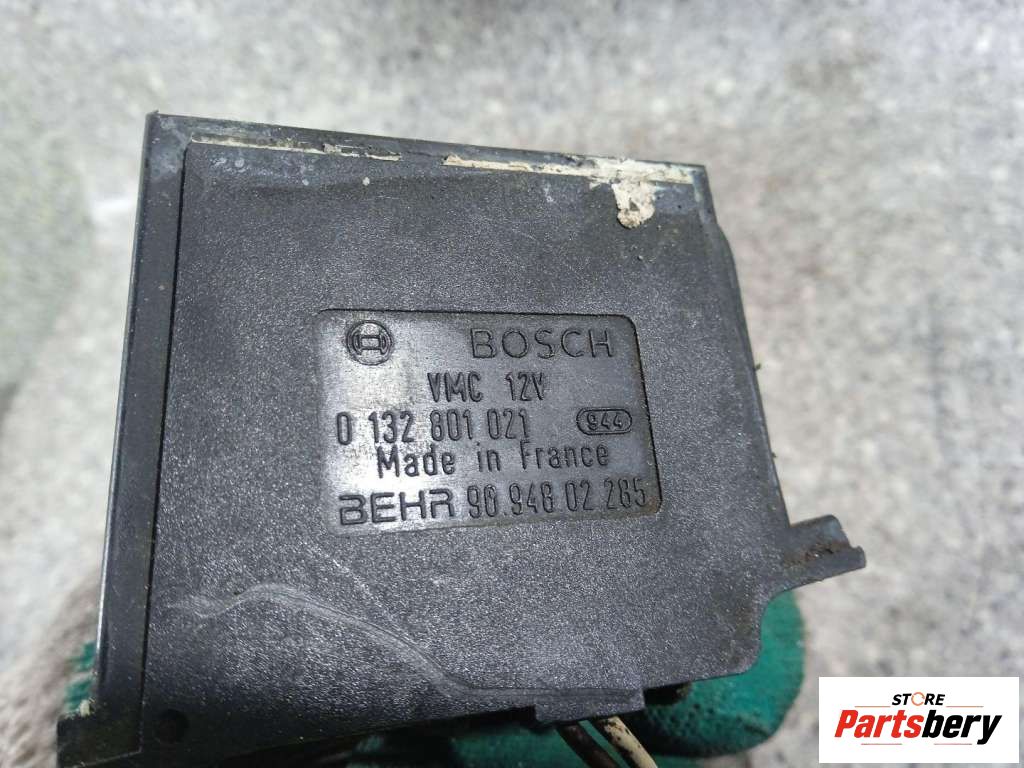 BOSCH
VMC 12V
0 132 801 021 944
Made in France
BEHR 90.948 02 285
STORE
Partsbery